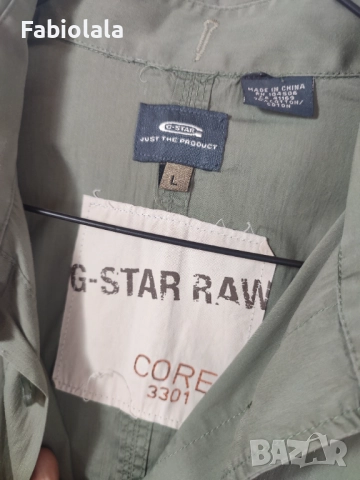 Fabiolala
MADE IN CHINA
G-STAR
JUST THE PRODUCT
L
G-STAR RAW
CORE
3301
BAZAR